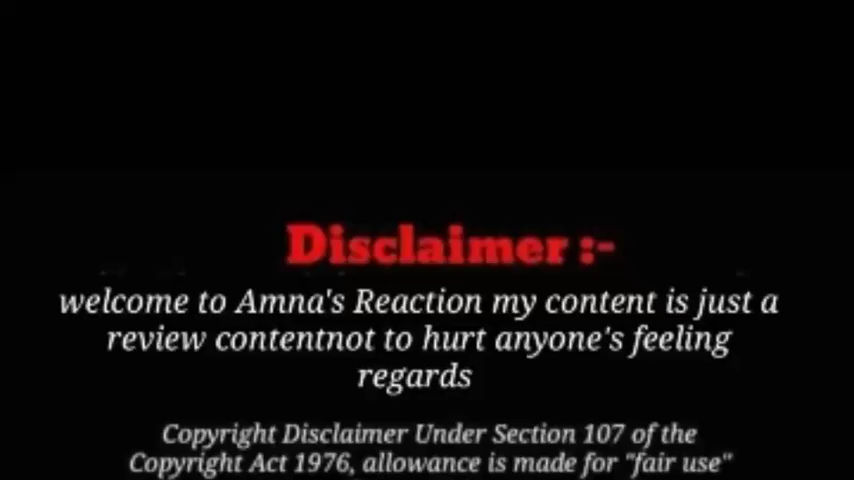 Disclaimer :-
welcome to Amna's Reaction my content is just a
review contentnot to hurt anyone's feeling
regards
Copyright Disclaimer Under Section 107 of the
Copyright Act 1976, allowance is made for "fair use"